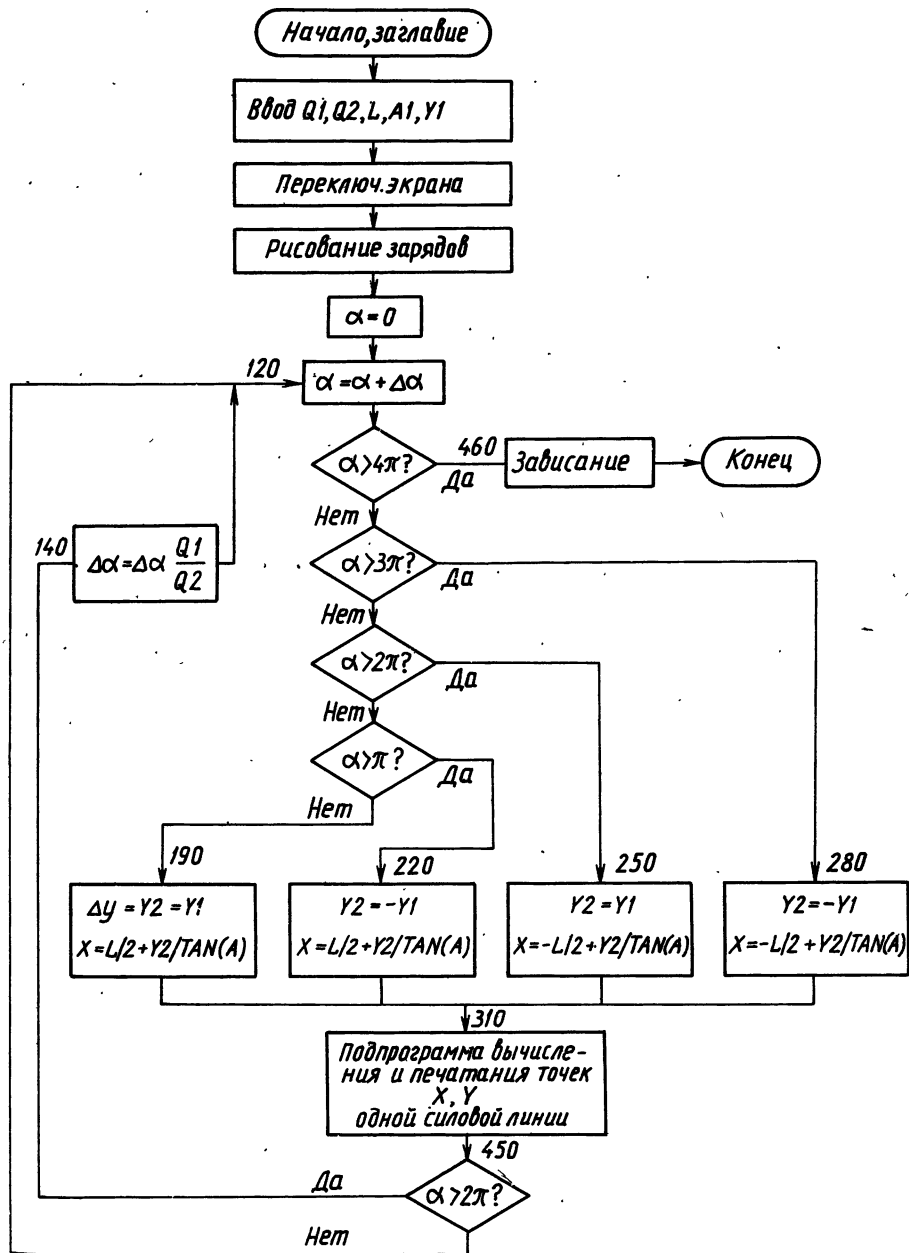 Начало, заглавие
Ввод Q1, Q2, L, A1, Y1
Переключ. экрана
Рисование зарядов
α = 0
120
α = α + Δα
α > 4π?
460
Да
Зависание
Конец
Нет
140
Δα = Δα Q1/Q2
α > 3π?
Да
Нет
α > 2π?
Да
Нет
α > π?
Да
Нет
190
Δy = Y2 = Y1
X = L/2 + Y2/TAN(A)
220
Y2 = -Y1
X = L/2 + Y2/TAN(A)
250
Y2 = Y1
X = -L/2 + Y2/TAN(A)
280
Y2 = -Y1
X = -L/2 + Y2/TAN(A)
310
Подпрограмма вычисле-
ния и печатания точек
X, Y
одной силовой линии
450
Да
α > 2π?
Нет